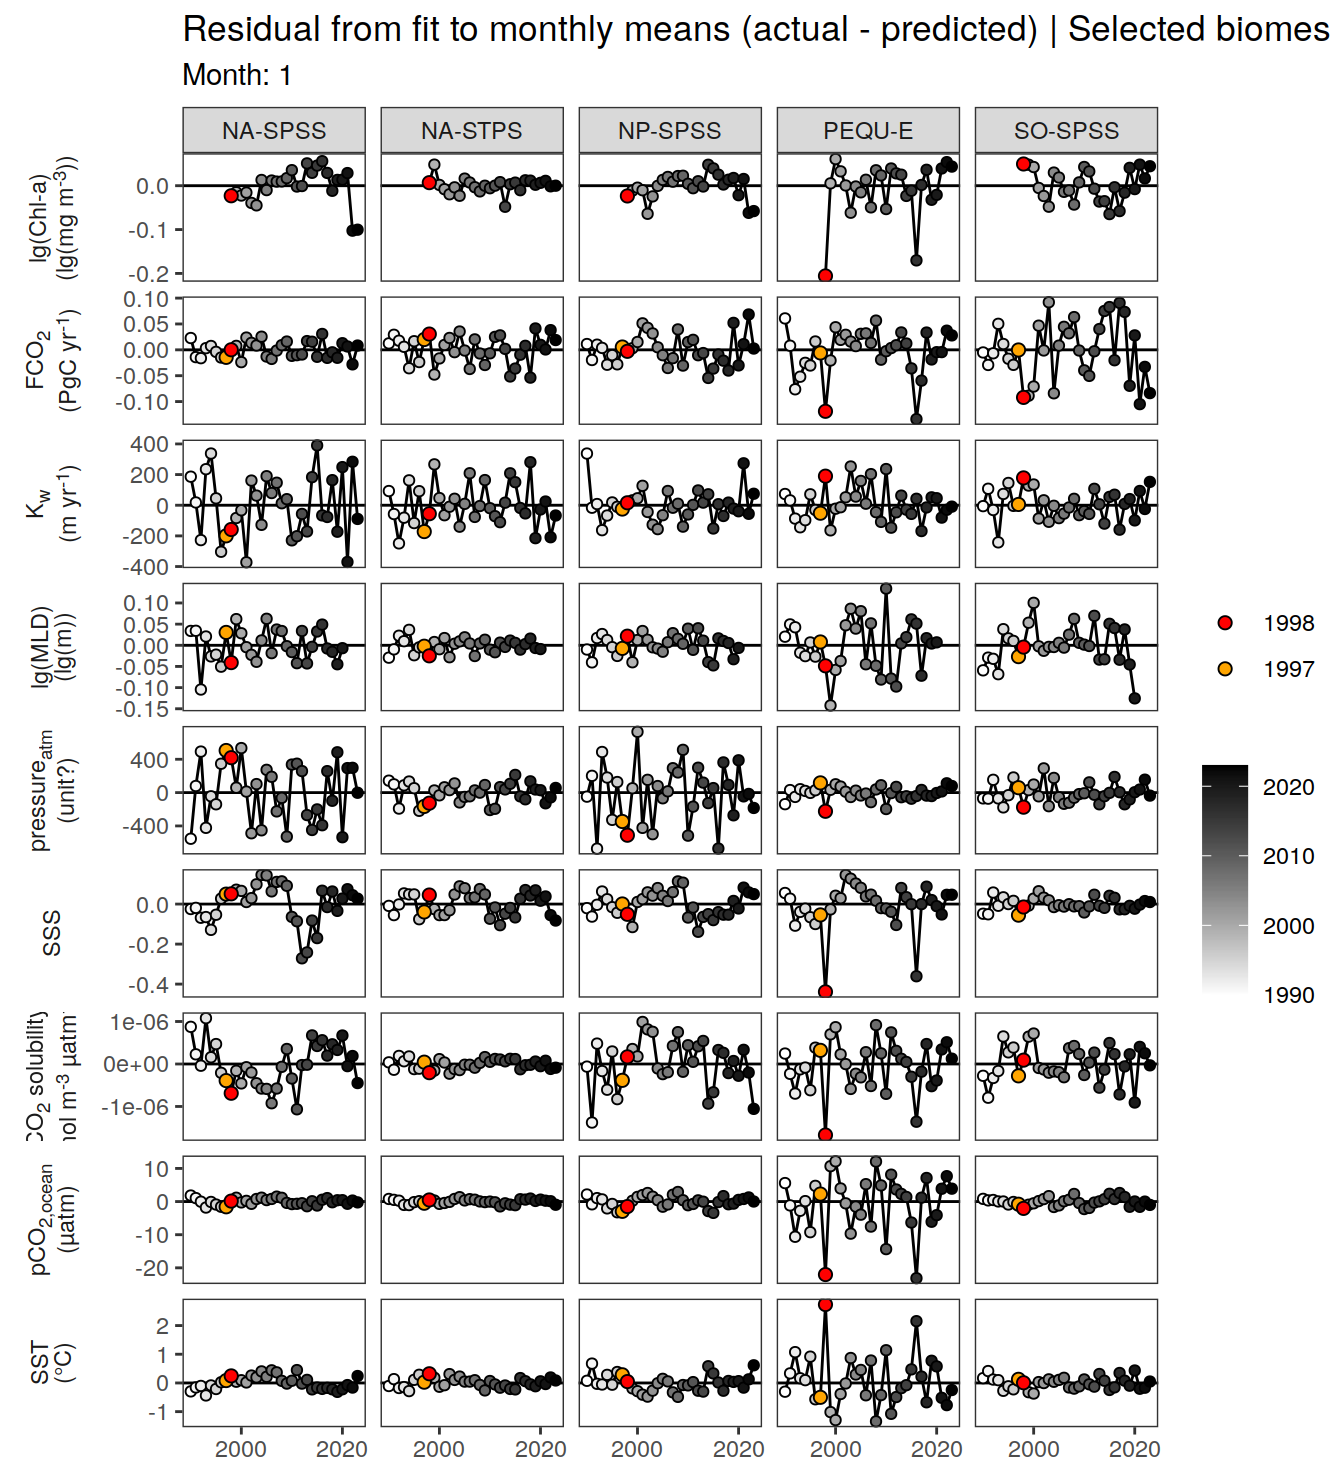 Residual from fit to monthly means (actual - predicted) | Selected biomes
Month: 1
NA-SPSS NA-STPS NP-SPSS PEQU-E SO-SPSS
lg(Chl-a)
(lg(mg m⁻³))
0.0
-0.1
-0.2
FCO₂
(PgC yr⁻¹)
0.10
0.05
0.00
-0.05
-0.10
K_w
(m yr⁻¹)
400
200
0
-200
-400
lg(MLD)
(lg(m))
0.10
0.05
0.00
-0.05
-0.10
-0.15
pressure_atm
(unit?)
400
0
-400
SSS
0.0
-0.2
-0.4
CO₂ solubility
nol m⁻³ µatm
1e-06
0e+00
-1e-06
pCO₂,ocean
(µatm)
10
0
-10
-20
SST
(°C)
2
1
0
-1
2000 2020 2000 2020 2000 2020 2000 2020 2000 2020
1998
1997
2020
2010
2000
1990